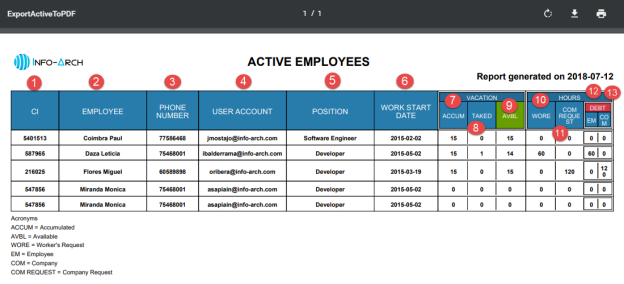 ExportActiveToPDF 1 / 1
INFO-ARCH ACTIVE EMPLOYEES
Report generated on 2018-07-12
1 2 3 4 5 6 7 8 9 10 11 12 13
VACATION HOURS
CI EMPLOYEE PHONE NUMBER USER ACCOUNT POSITION WORK START DATE ACCUM TAKED AVBL WORE COM REQUEST DEBT EM COM
5401513 Coimbra Paul 77586468 jmostajo@info-arch.com Software Engineer 2015-02-02 15 0 15 0 0 0 0
587965 Daza Leticia 75468001 ibalderrama@info-arch.com Developer 2015-05-02 15 1 14 60 0 60 0
216025 Flores Miguel 60589898 oribera@info-arch.com Developer 2015-03-19 15 0 15 0 120 0 120
547856 Miranda Monica 75468001 asapiain@info-arch.com Developer 2015-05-02 0 0 0 0 0 0 0
547856 Miranda Monica 75468001 asapiain@info-arch.com Developer 2015-05-02 0 0 0 0 0 0 0
Acronyms
ACCUM = Accumulated
AVBL = Available
WORE = Worker's Request
EM = Employee
COM = Company
COM REQUEST = Company Request